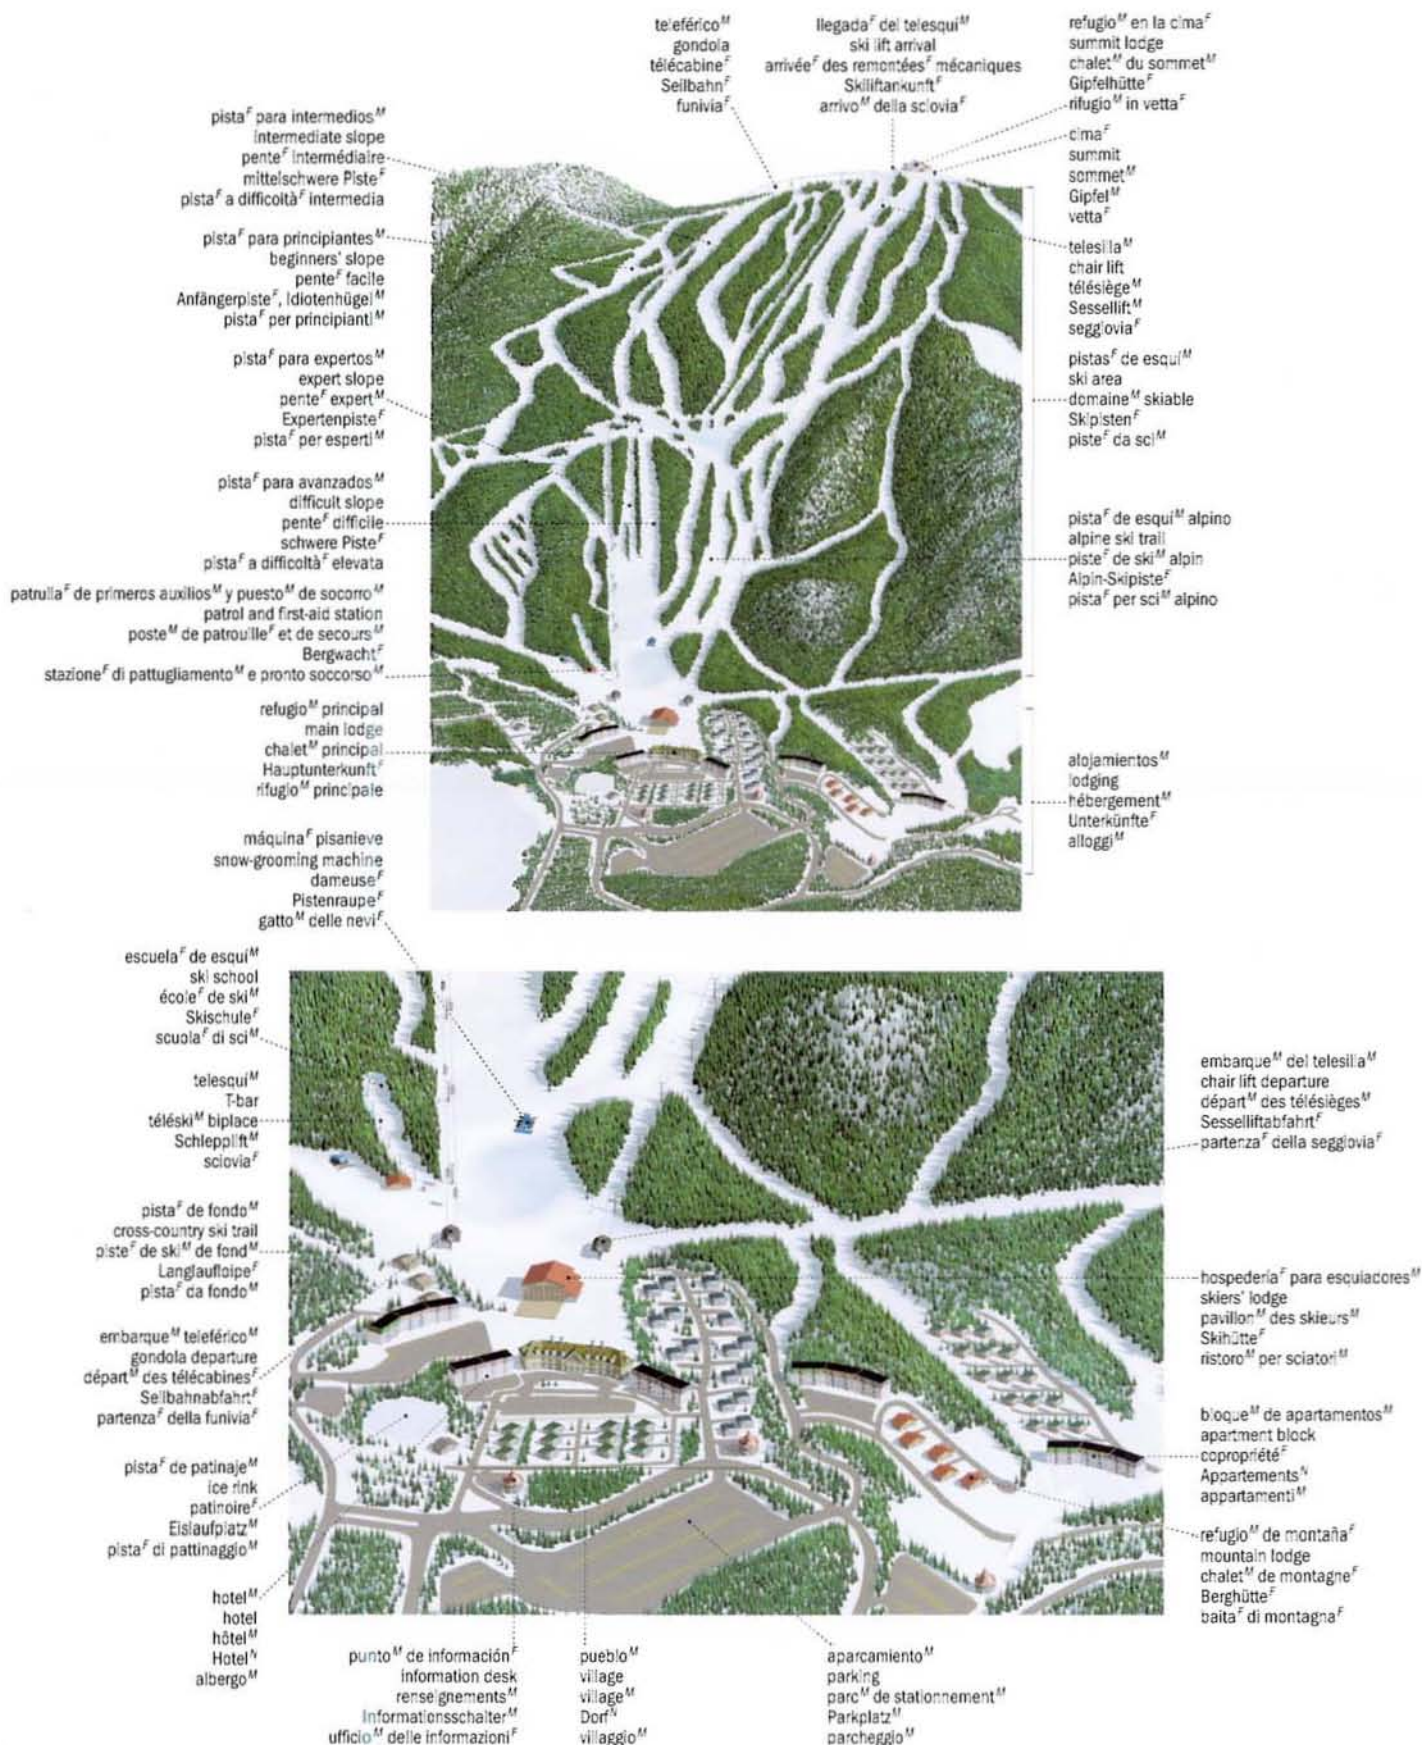 teleférico^M
gondola
télécabine^F
Seilbahn^F
funivia^F
llegada^F del telesquí^M
ski lift arrival
arrivée^F des remontées^F mécaniques
Skiliftankunft^F
arrivo^M della sciovia^F
refugio^M en la cima^F
summit lodge
chalet^M du sommet^M
Gipfelhütte^F
rifugio^M in vetta^F
cima^F
summit
sommet^M
Gipfel^M
vetta^F
pista^F para intermedios^M
intermediate slope
pente^F intermédiaire
mittelschwere Piste^F
pista^F a difficoltà^F intermedia
pista^F para principiantes^M
beginners' slope
pente^F facile
Anfängerpiste^F, Idiotenhügel^M
pista^F per principianti^M
telesilla^M
chair lift
télésiège^M
Sessellift^M
seggiovia^F
pista^F para expertos^M
expert slope
pente^F expert^M
Expertenpiste^F
pista^F per esperti^M
pistas^F de esquí^M
ski area
domaine^M skiable
Skipisten^F
piste^F da sci^M
pista^F para avanzados^M
difficult slope
pente^F difficile
schwere Piste^F
pista^F a difficoltà^F elevata
pista^F de esquí^M alpino
alpine ski trail
piste^F de ski^M alpin
Alpin-Skipiste^F
pista^F per sci^M alpino
patrulla^F de primeros auxilios^M y puesto^M de socorro^M
patrol and first-aid station
poste^M de patrouille^F et de secours^M
Bergwacht^F
stazione^F di pattugliamento^M e pronto soccorso^M
refugio^M principal
main lodge
chalet^M principal
Hauptunterkunft^F
rifugio^M principale
alojamientos^M
lodging
hébergement^M
Unterkünfte^F
alloggi^M
máquina^F pisanieve
snow-grooming machine
dameuse^F
Pistenraupe^F
gatto^M delle nevi^F
escuela^F de esquí^M
ski school
école^F de ski^M
Skischule^F
scuola^F di sci^M
telesquí^M
T-bar
téléski^M biplace
Schlepplift^M
sciovia^F
embarque^M del telesilla^M
chair lift departure
départ^M des télésièges^M
Sesselliftabfahrt^F
partenza^F della seggiovia^F
pista^F de fondo^M
cross-country ski trail
piste^F de ski^M de fond^M
Langlaufloipe^F
pista^F da fondo^M
hospedería^F para esquiadores^M
skiers' lodge
pavillon^M des skieurs^M
Skihütte^F
ristoro^M per sciatori^M
embarque^M teleférico^M
gondola departure
départ^M des télécabines^F
Seilbahnabfahrt^F
partenza^F della funivia^F
bloque^M de apartamentos^M
apartment block
copropriété^F
Appartements^N
appartamenti^M
pista^F de patinaje^M
ice rink
patinoire^F
Eislaufplatz^M
pista^F di pattinaggio^M
refugio^M de montaña^F
mountain lodge
chalet^M de montagne^F
Berghütte^F
baita^F di montagna^F
hotel^M
hotel
hôtel^M
Hotel^N
albergo^M
punto^M de información^F
information desk
renseignements^M
Informationsschalter^M
ufficio^M delle informazioni^F
pueblo^M
village
village^M
Dorf^N
villaggio^M
aparcamiento^M
parking
parc^M de stationnement^M
Parkplatz^M
parcheggio^M